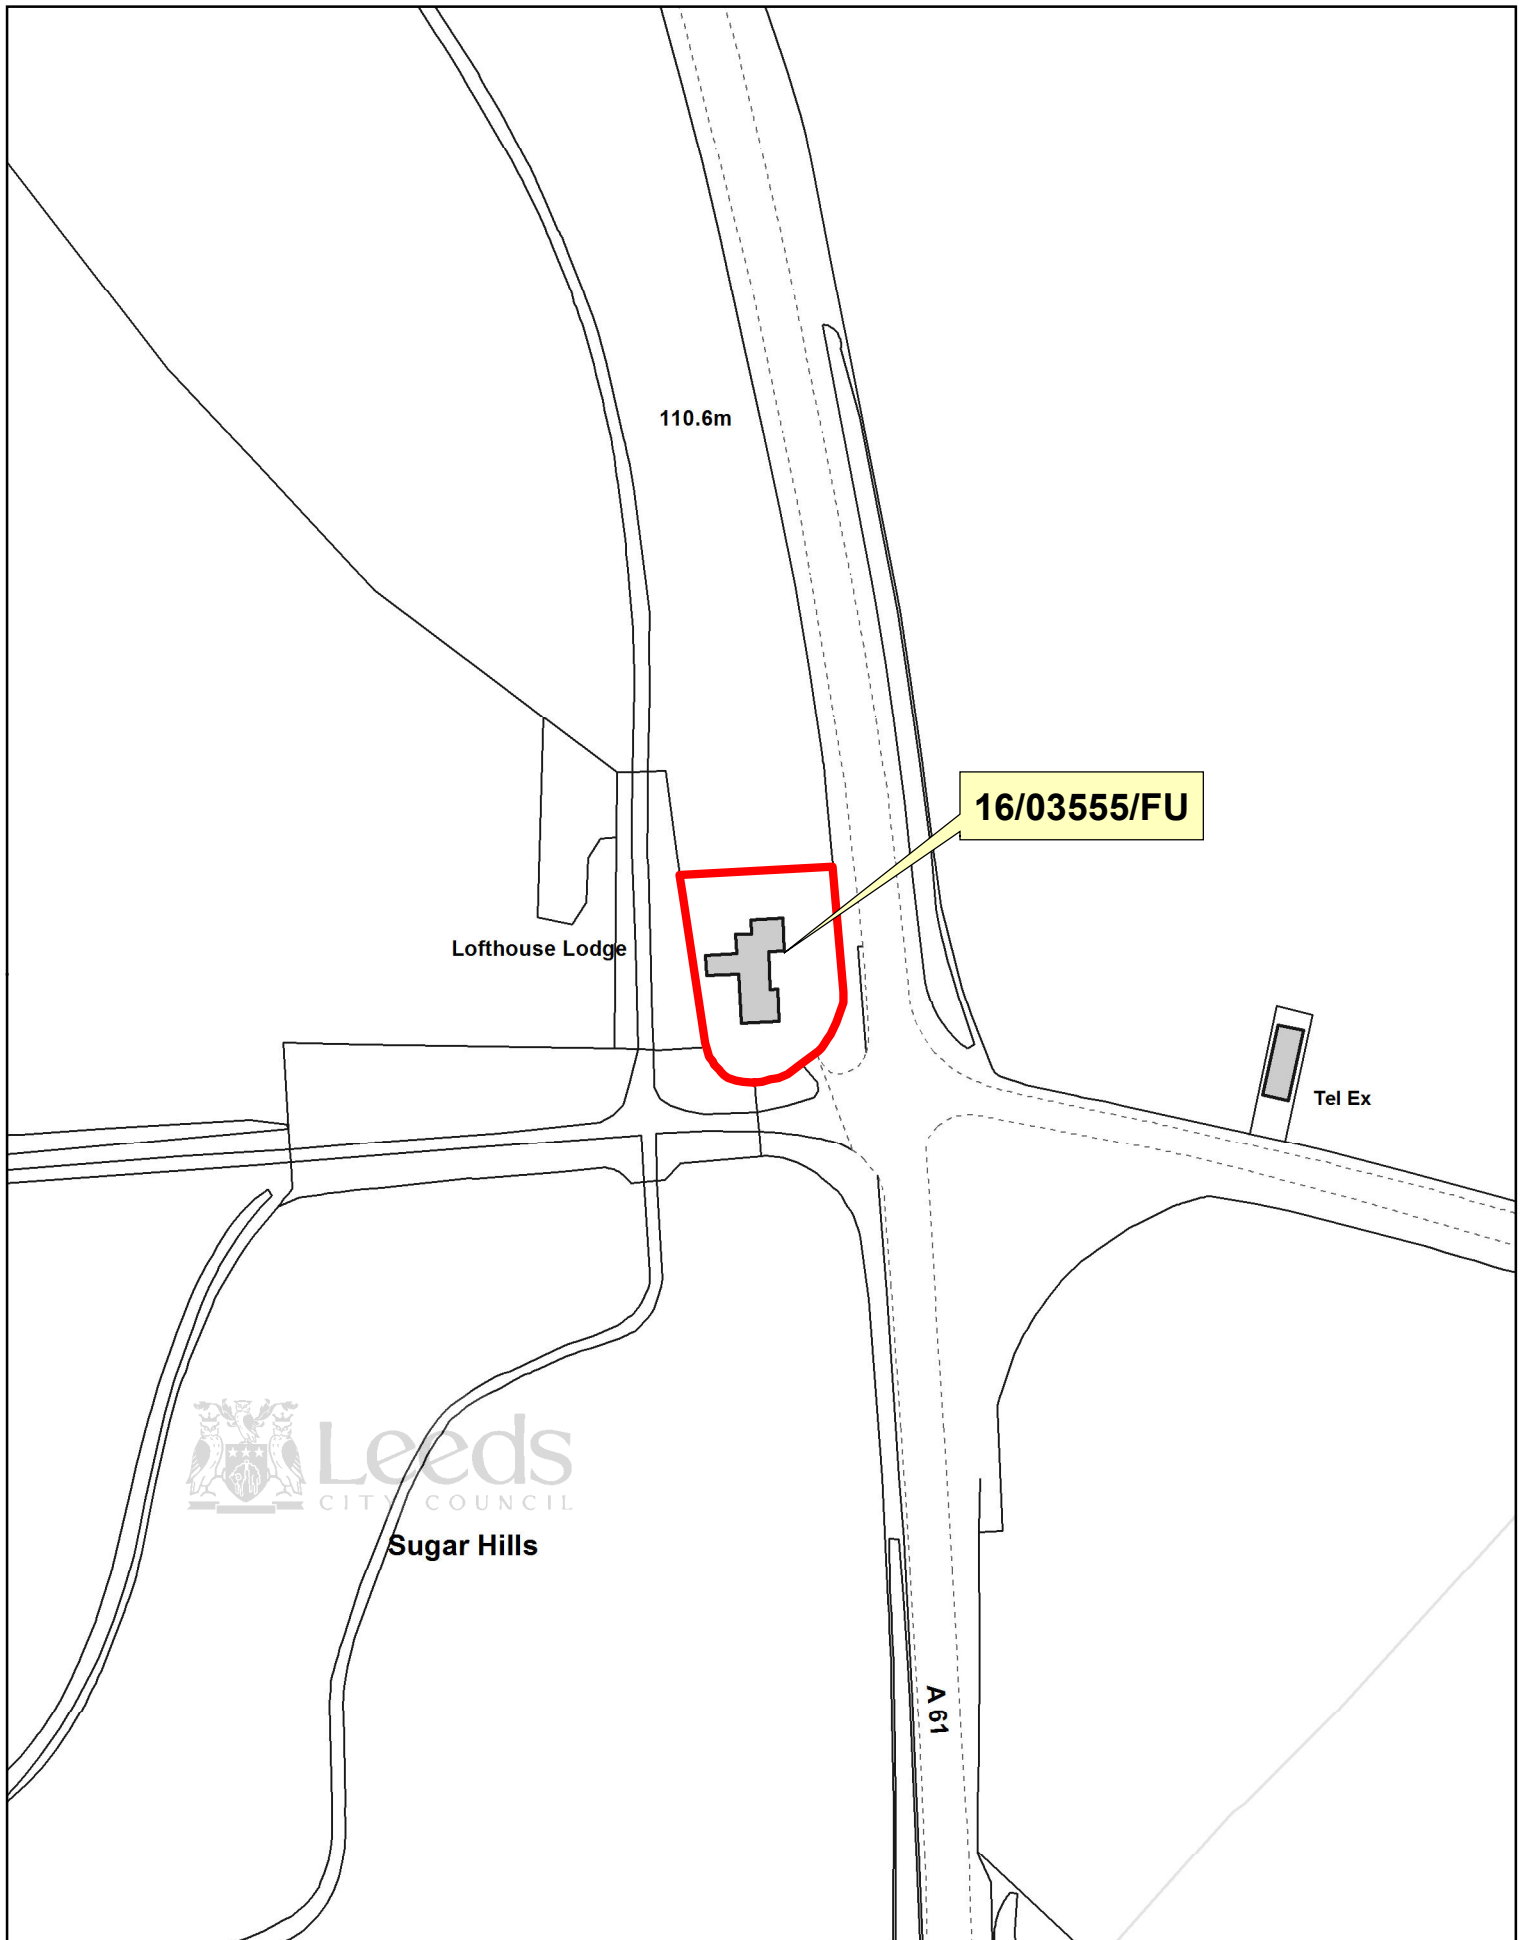 110.6m
16/03555/FU
Lofthouse Lodge
Tel Ex
Leeds
CITY COUNCIL
Sugar Hills
A 61